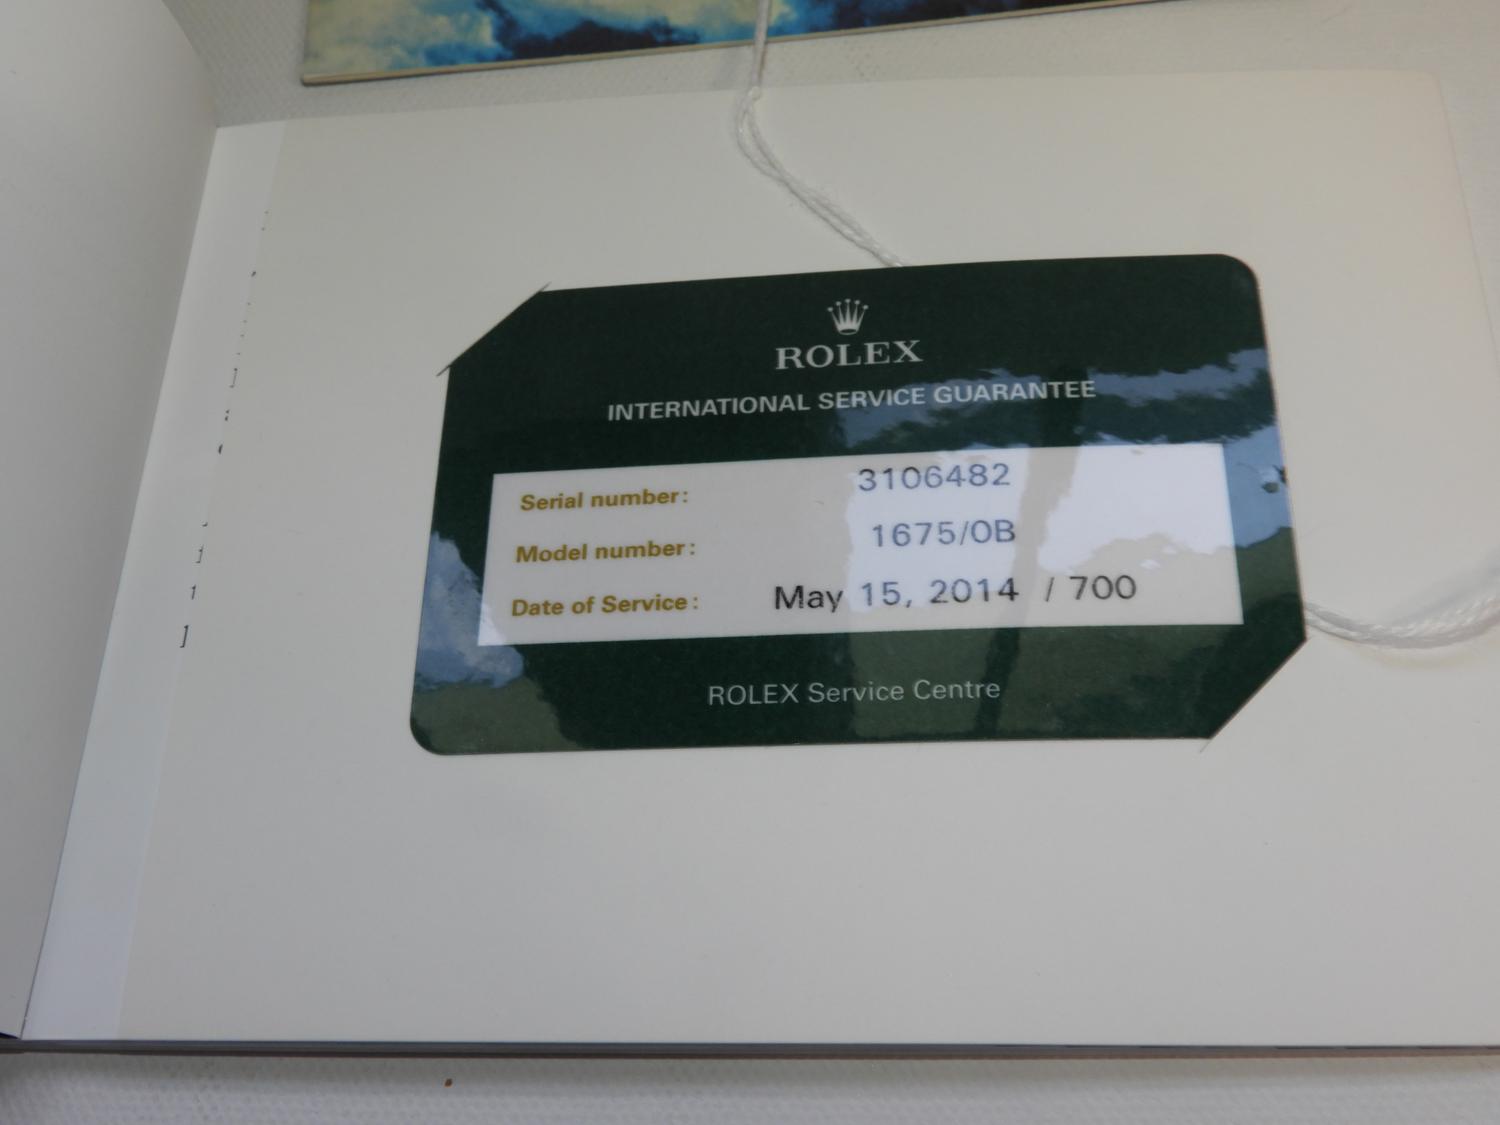 ROLEX
INTERNATIONAL SERVICE GUARANTEE
Serial number: 3106482
Model number: 1675/0B
Date of Service: May 15, 2014 / 700
ROLEX Service Centre